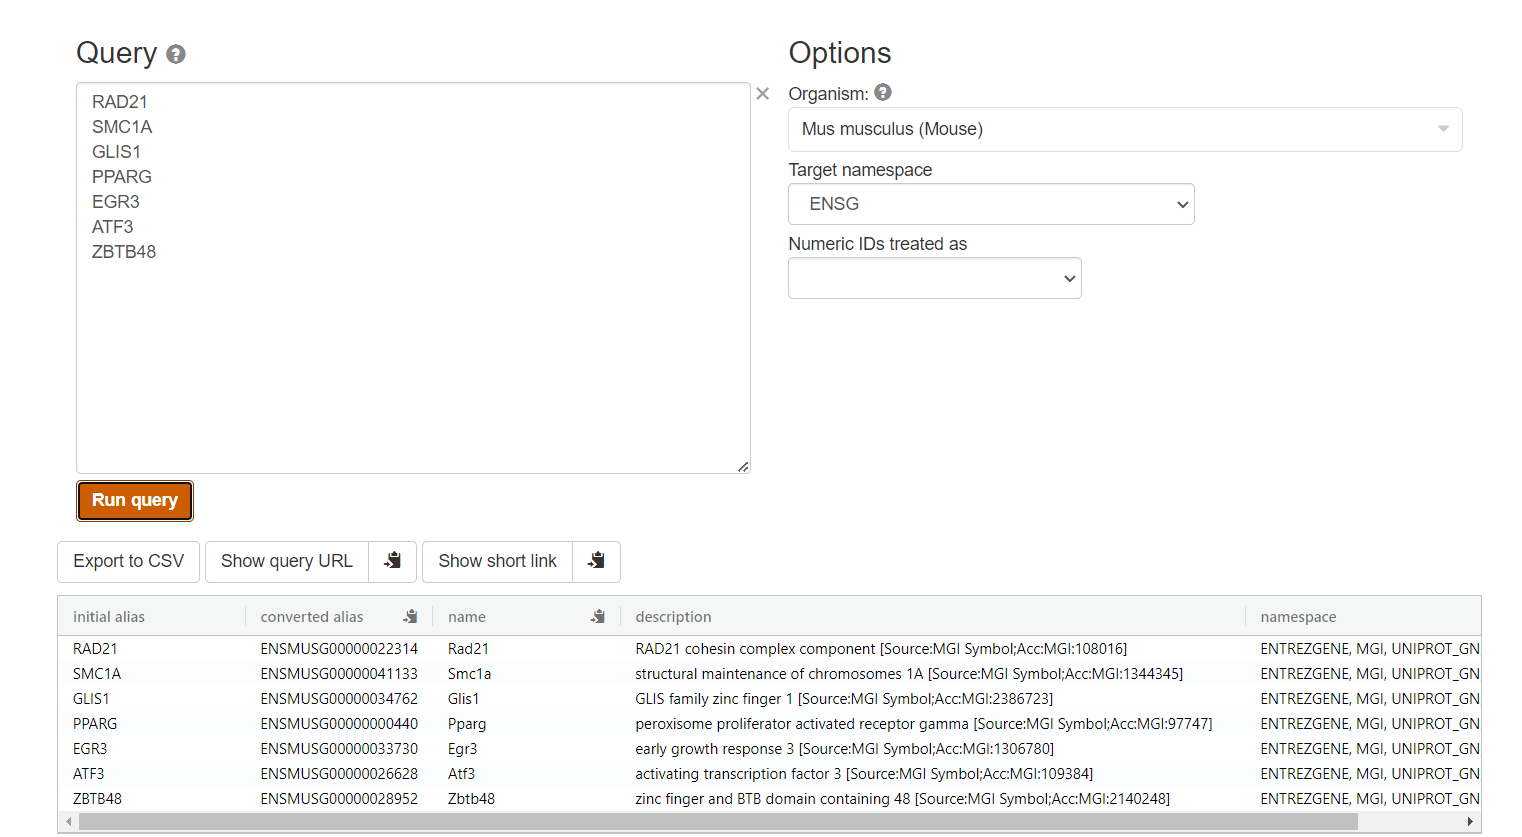 Query ?
RAD21
SMC1A
GLIS1
PPARG
EGR3
ATF3
ZBTB48
Run query
Options
Organism: ?
Mus musculus (Mouse)
Target namespace
ENSG
Numeric IDs treated as
Export to CSV Show query URL Show short link
initial alias converted alias name description namespace
RAD21 ENSMUSG00000022314 Rad21 RAD21 cohesin complex component [Source:MGI Symbol;Acc:MGI:108016] ENTREZGENE, MGI, UNIPROT_GN
SMC1A ENSMUSG00000041133 Smc1a structural maintenance of chromosomes 1A [Source:MGI Symbol;Acc:MGI:1344345] ENTREZGENE, MGI, UNIPROT_GN
GLIS1 ENSMUSG00000034762 Glis1 GLIS family zinc finger 1 [Source:MGI Symbol;Acc:MGI:2386723] ENTREZGENE, MGI, UNIPROT_GN
PPARG ENSMUSG00000000440 Pparg peroxisome proliferator activated receptor gamma [Source:MGI Symbol;Acc:MGI:97747] ENTREZGENE, MGI, UNIPROT_GN
EGR3 ENSMUSG00000033730 Egr3 early growth response 3 [Source:MGI Symbol;Acc:MGI:1306780] ENTREZGENE, MGI, UNIPROT_GN
ATF3 ENSMUSG00000026628 Atf3 activating transcription factor 3 [Source:MGI Symbol;Acc:MGI:109384] ENTREZGENE, MGI, UNIPROT_GN
ZBTB48 ENSMUSG00000028952 Zbtb48 zinc finger and BTB domain containing 48 [Source:MGI Symbol;Acc:MGI:2140248] ENTREZGENE, MGI, UNIPROT_GN